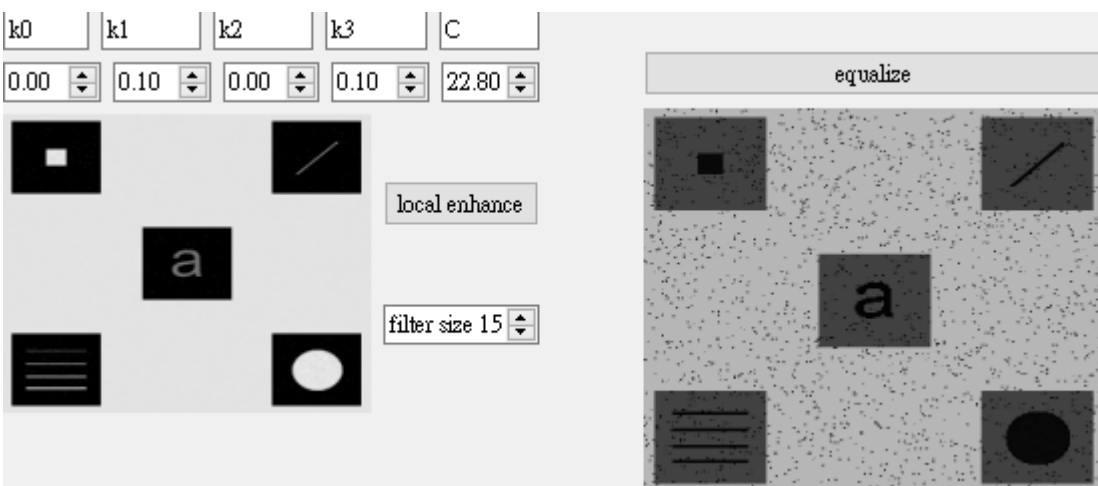 k0 k1 k2 k3 C
0.00 0.10 0.00 0.10 22.80
equalize
local enhance
filter size 15
a
a